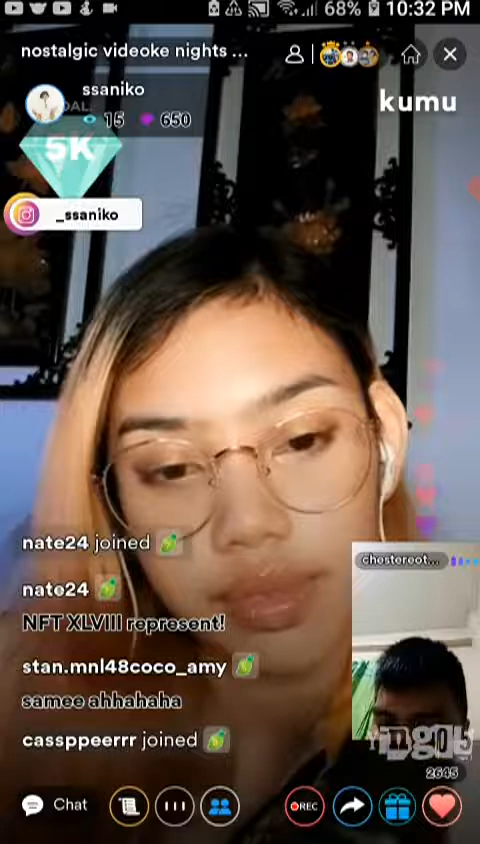 68% 10:32 PM
nostalgic videoke nights ...
ssaniko
15 650
kumu
5K
_ssaniko
nate24 joined
nate24
NFT XLVIII represent!
stan.mnl48coco_amy
samee ahhahaha
cassppeerrr joined
chestereot...
2645
Chat
REC